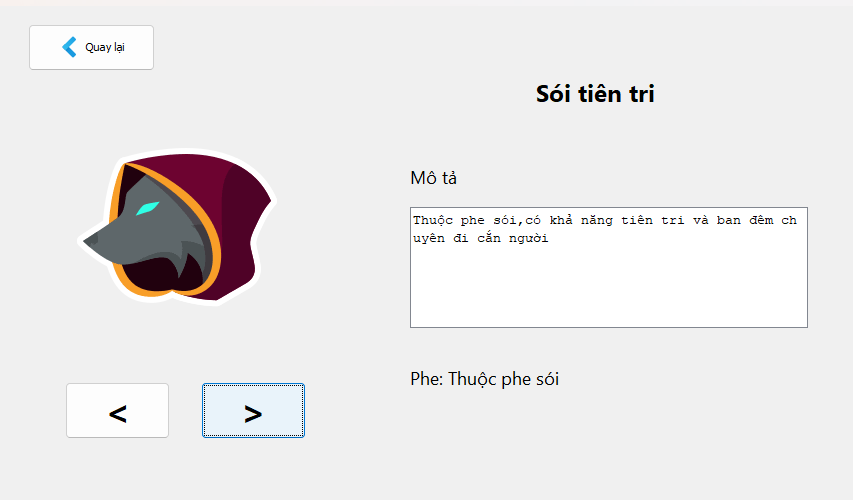 Quay lại
Sói tiên tri
Mô tả
Thuộc phe sói,có khả năng tiên tri và ban đêm ch
uyên đi cắn người
Phe: Thuộc phe sói
< >